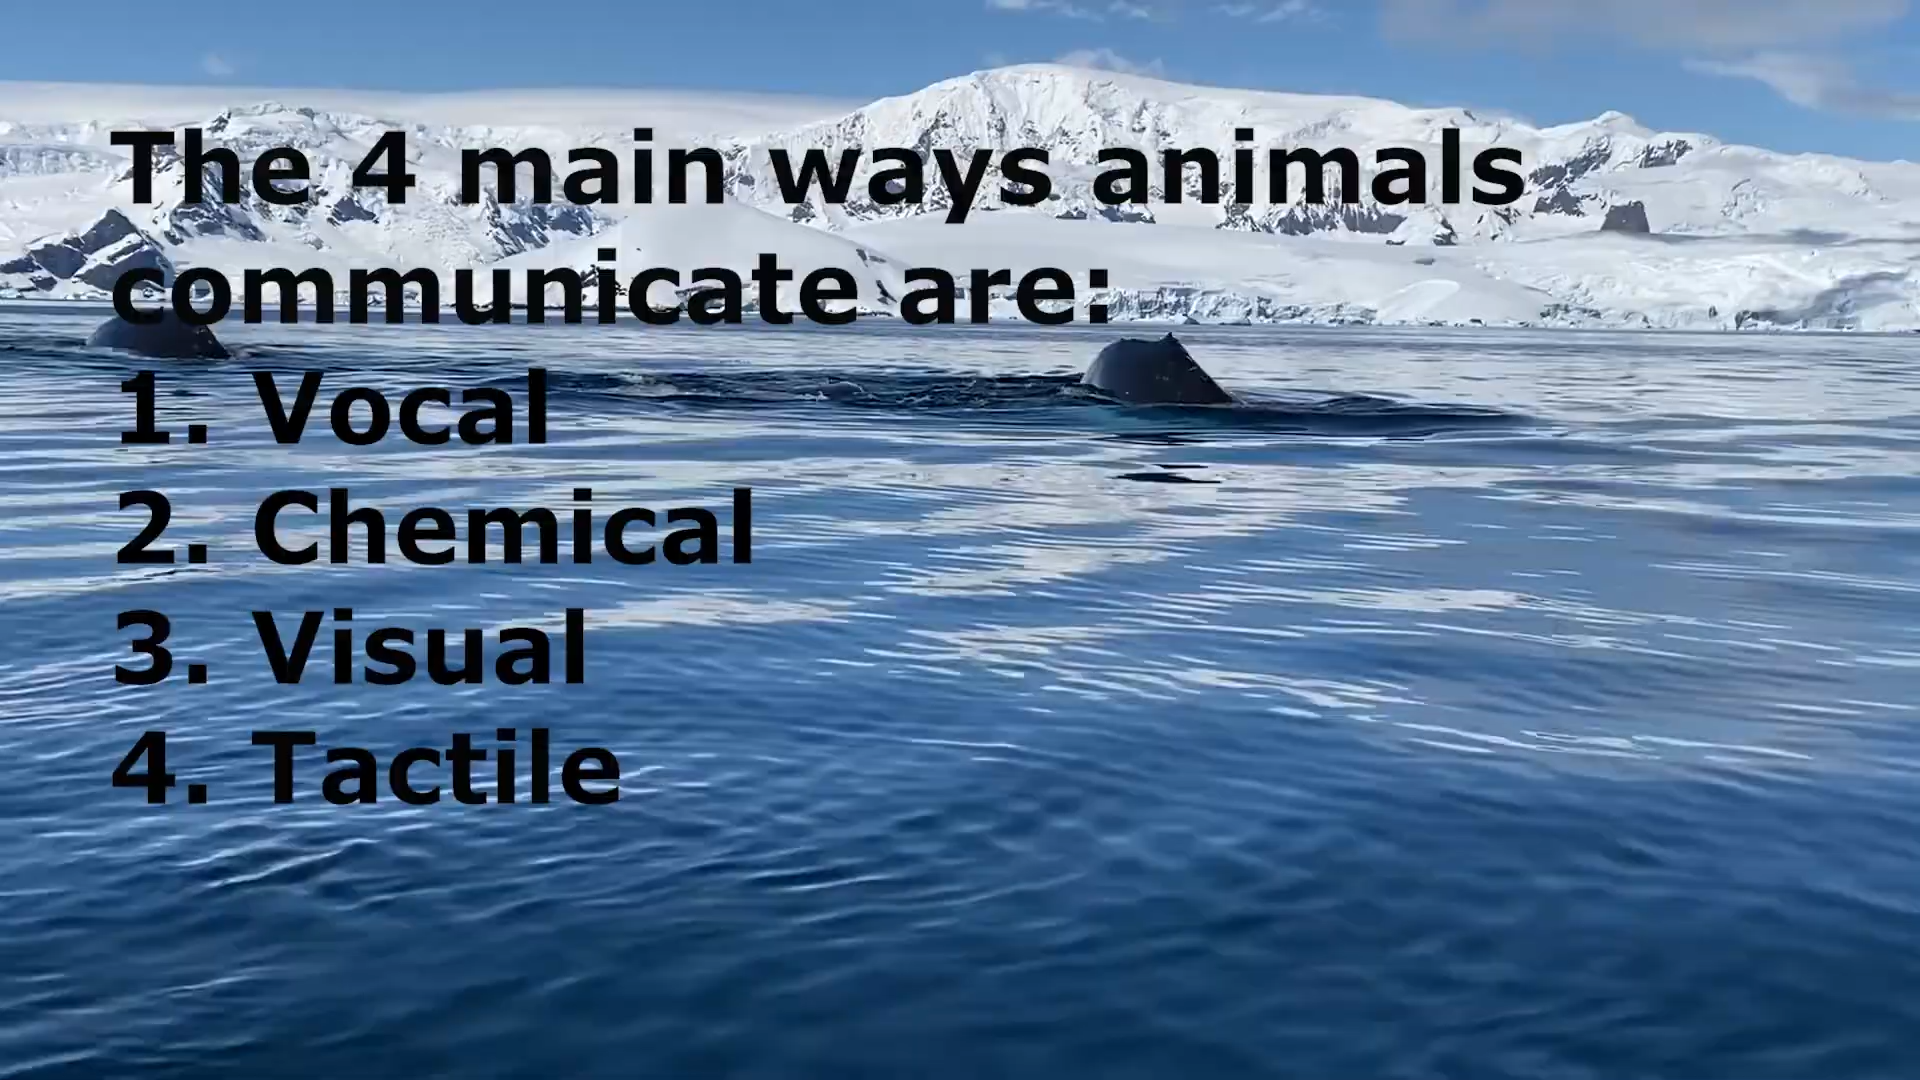 The 4 main ways animals
communicate are:
1. Vocal
2. Chemical
3. Visual
4. Tactile